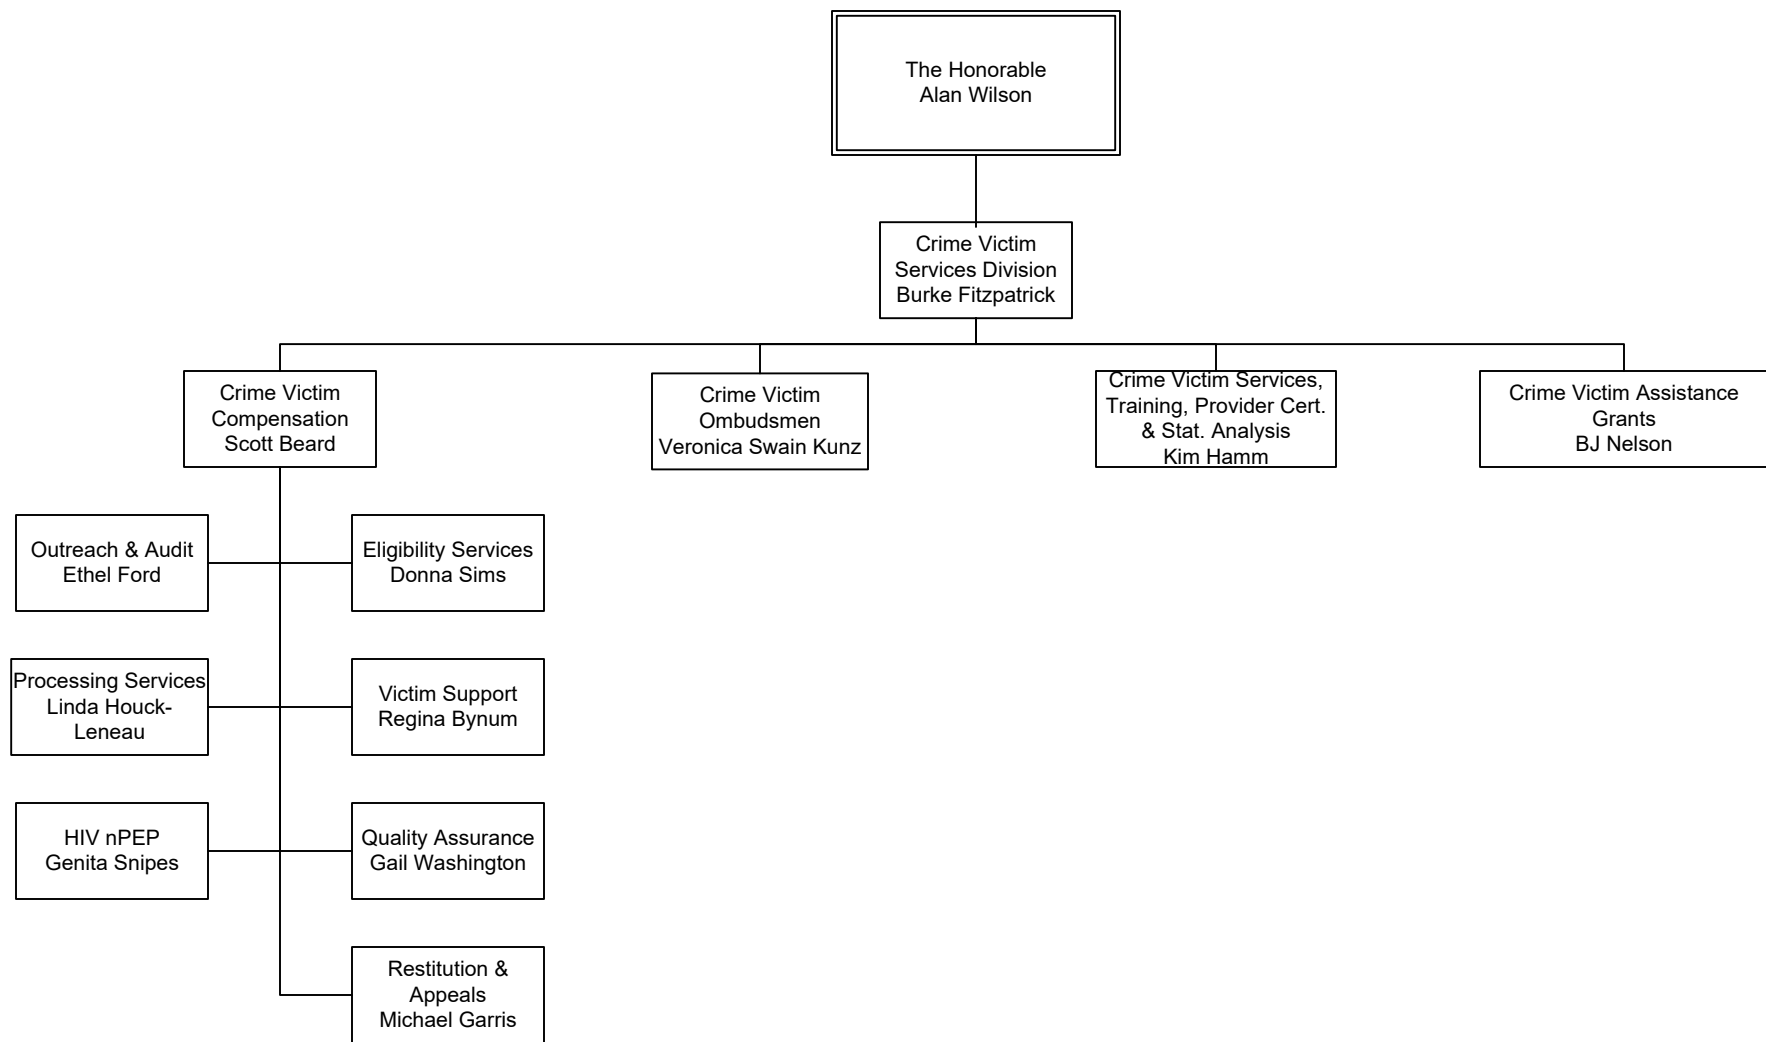 The Honorable
Alan Wilson
Crime Victim
Services Division
Burke Fitzpatrick
Crime Victim
Compensation
Scott Beard
Crime Victim
Ombudsmen
Veronica Swain Kunz
Crime Victim Services,
Training, Provider Cert.
& Stat. Analysis
Kim Hamm
Crime Victim Assistance
Grants
BJ Nelson
Outreach & Audit
Ethel Ford
Eligibility Services
Donna Sims
Processing Services
Linda Houck-
Leneau
Victim Support
Regina Bynum
HIV nPEP
Genita Snipes
Quality Assurance
Gail Washington
Restitution &
Appeals
Michael Garris